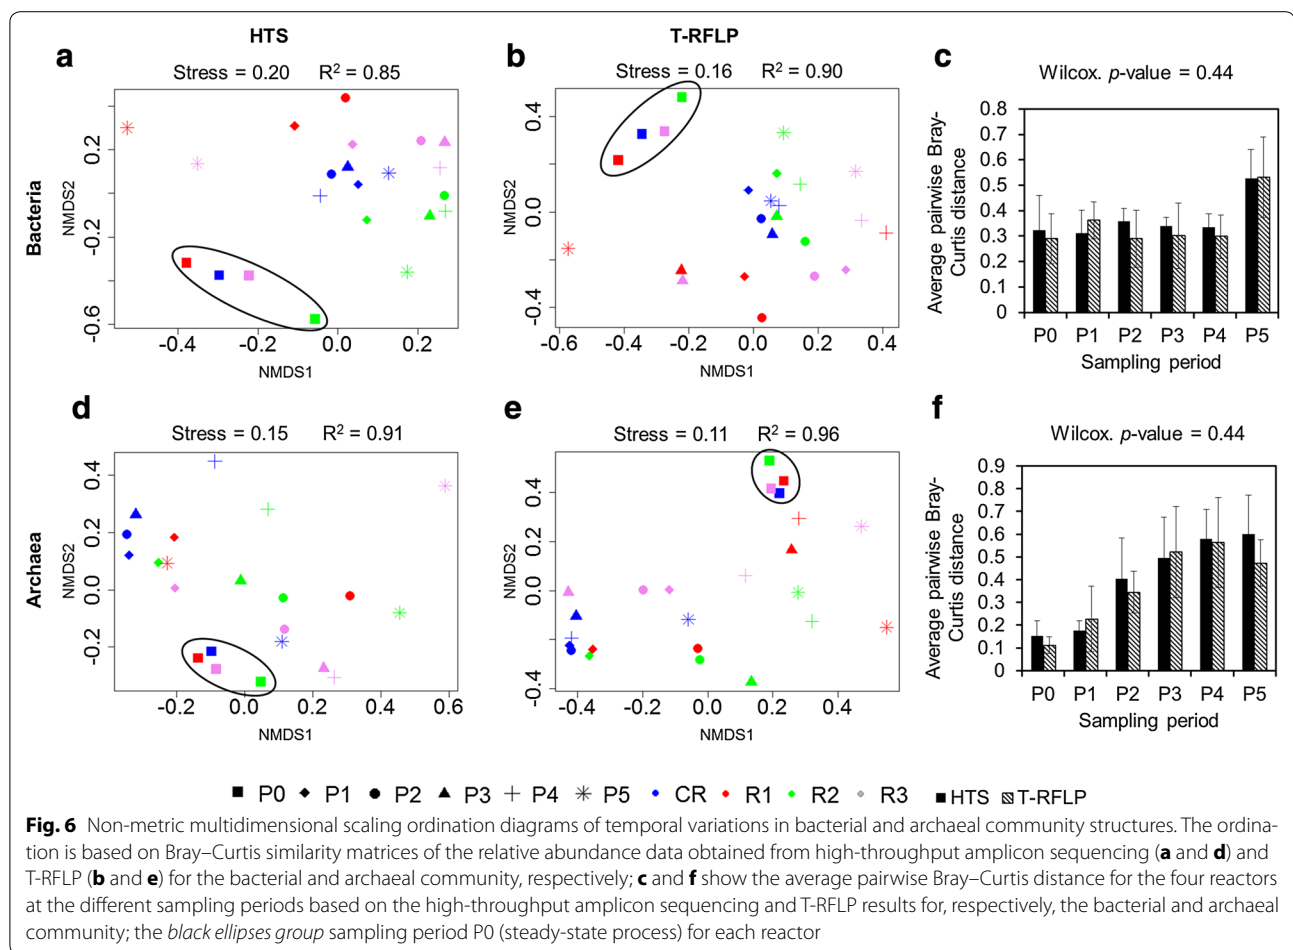 HTS
T-RFLP
a
Stress = 0.20 R² = 0.85
Bacteria
NMDS2
0.2
-0.2
-0.6
-0.4 -0.2 0.0 0.2
NMDS1
b
Stress = 0.16 R² = 0.90
NMDS2
0.4
0.2
0.0
-0.4
-0.6 -0.4 -0.2 0.0 0.2 0.4
NMDS1
c
Wilcox. p-value = 0.44
Average pairwise Bray-
Curtis distance
0.8
0.7
0.6
0.5
0.4
0.3
0.2
0.1
0
P0 P1 P2 P3 P4 P5
Sampling period
d
Stress = 0.15 R² = 0.91
Archaea
NMDS2
0.4
0.2
0.0
-0.2
-0.2 0.0 0.2 0.4 0.6
NMDS1
e
Stress = 0.11 R² = 0.96
NMDS2
0.4
0.0
-0.4
-0.4 -0.2 0.0 0.2 0.4
NMDS1
f
Wilcox. p-value = 0.44
Average pairwise Bray-
Curtis distance
0.9
0.8
0.7
0.6
0.5
0.4
0.3
0.2
0.1
0
P0 P1 P2 P3 P4 P5
Sampling period
P0 P1 P2 P3 P4 P5 CR R1 R2 R3 HTS T-RFLP
Fig. 6 Non-metric multidimensional scaling ordination diagrams of temporal variations in bacterial and archaeal community structures. The ordina-
tion is based on Bray–Curtis similarity matrices of the relative abundance data obtained from high-throughput amplicon sequencing (a and d) and
T-RFLP (b and e) for the bacterial and archaeal community, respectively; c and f show the average pairwise Bray–Curtis distance for the four reactors
at the different sampling periods based on the high-throughput amplicon sequencing and T-RFLP results for, respectively, the bacterial and archaeal
community; the black ellipses group sampling period P0 (steady-state process) for each reactor